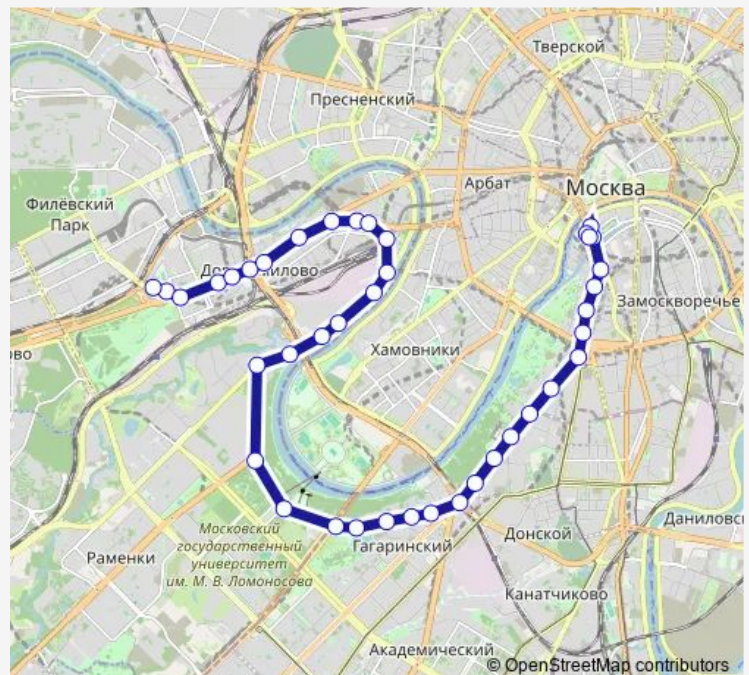 Тверской
Пресненский
Арбат
Москва
Филёвский
Парк
Замоскворечье
Хамовники
ово
Московский
государственный
университет
им. М. В. Ломоносова
Раменки
Гагаринский
Донской
Даниловс
Канатчиково
Академический
© OpenStreetMap contributors